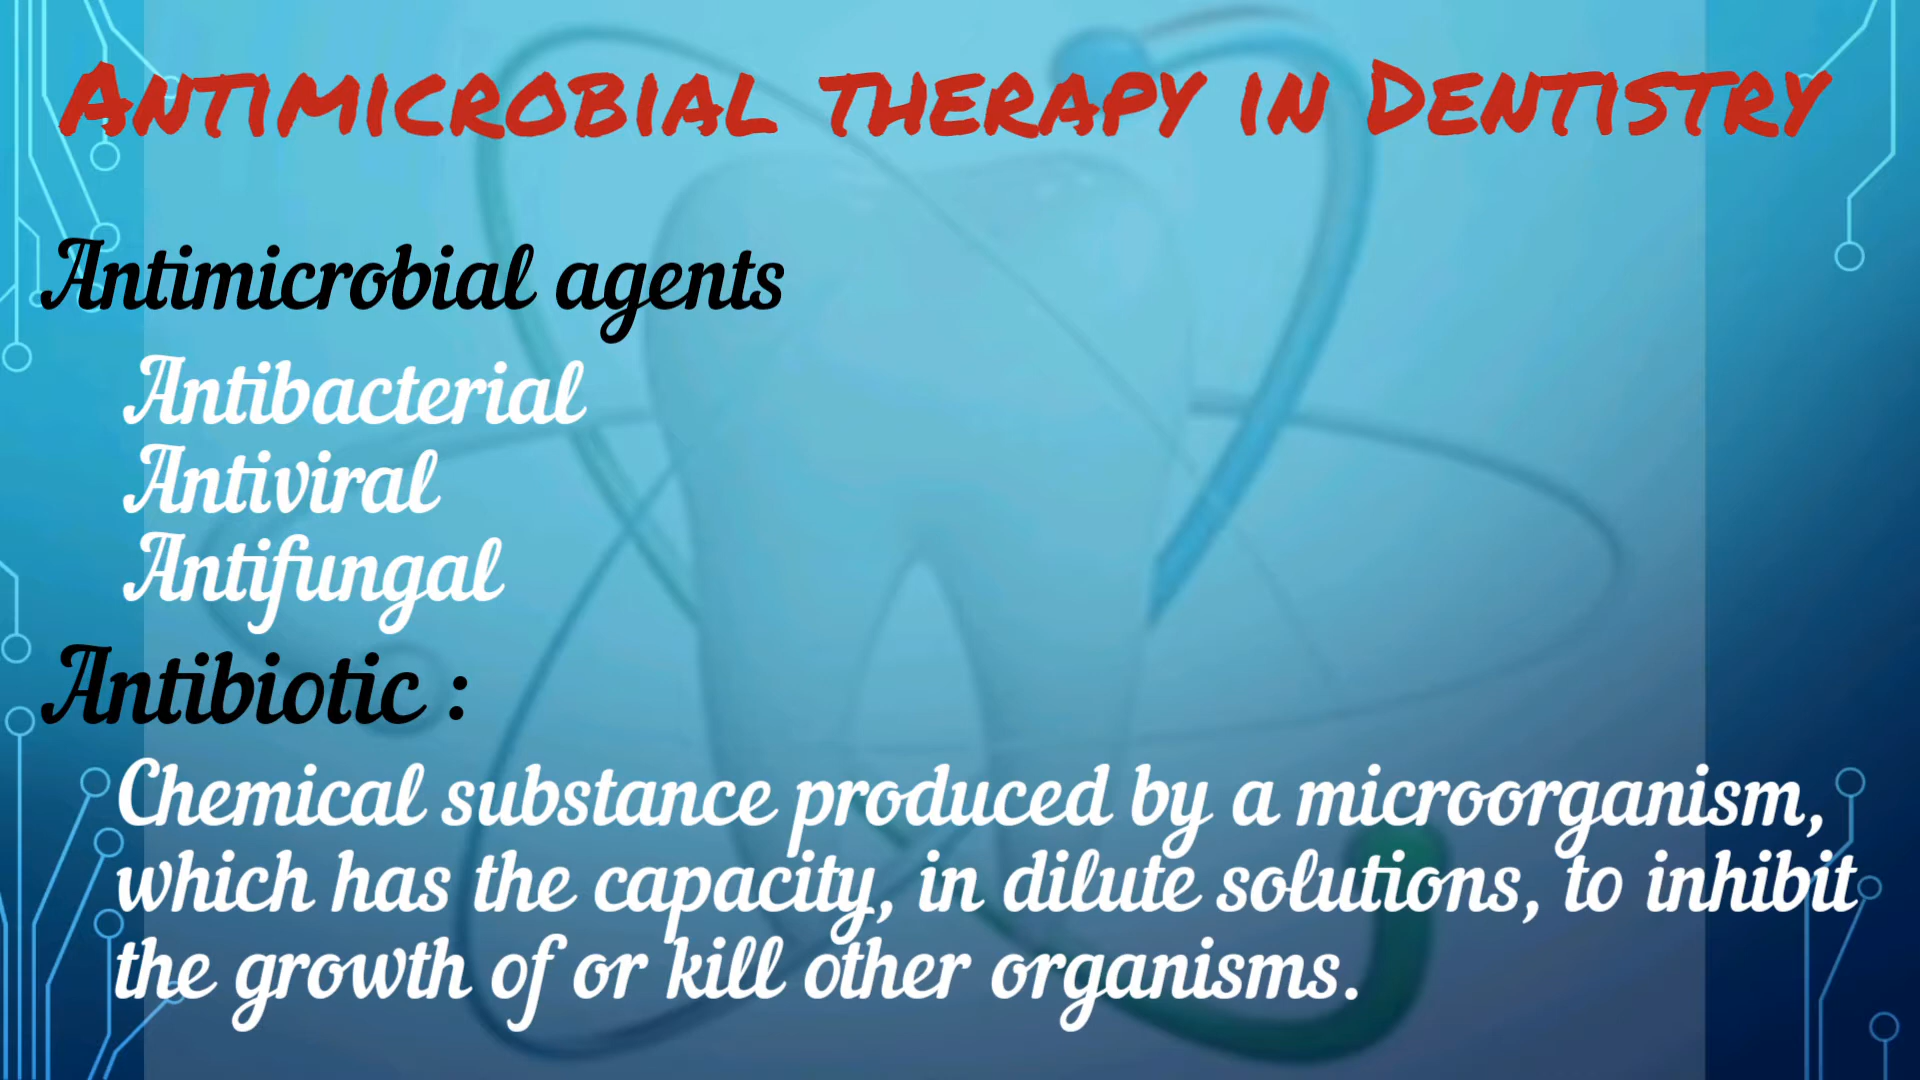 Antimicrobial therapy in Dentistry
Antimicrobial agents
Antibacterial
Antiviral
Antifungal
Antibiotic :
Chemical substance produced by a microorganism,
which has the capacity, in dilute solutions, to inhibit
the growth of or kill other organisms.